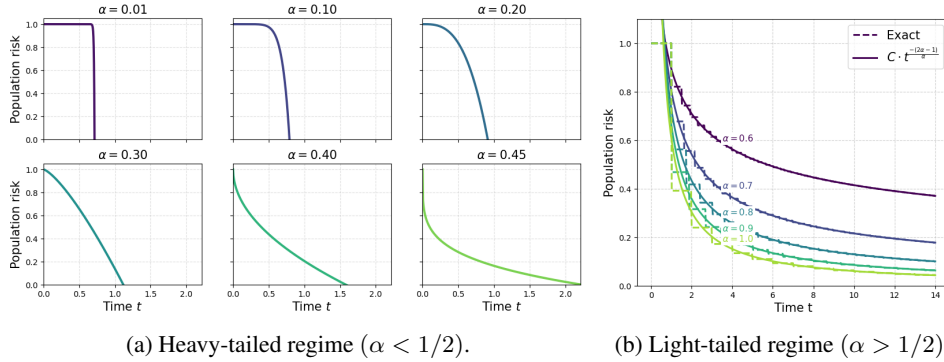 α = 0.01
α = 0.10
α = 0.20
Population risk
1.0
0.8
0.6
0.4
0.2
0.0
α = 0.30
α = 0.40
α = 0.45
Population risk
1.0
0.8
0.6
0.4
0.2
0.0
0.0 0.5 1.0 1.5 2.0
0.0 0.5 1.0 1.5 2.0
0.0 0.5 1.0 1.5 2.0
Time t
Time t
Time t
(a) Heavy-tailed regime (α < 1/2).
Population risk
1.0
0.8
0.6
0.4
0.2
0.0
Exact
C · t^{-(2α-1)/α}
α = 0.6
α = 0.7
α = 0.8
α = 0.9
α = 1.0
0 2 4 6 8 10 12 14
Time t
(b) Light-tailed regime (α > 1/2)